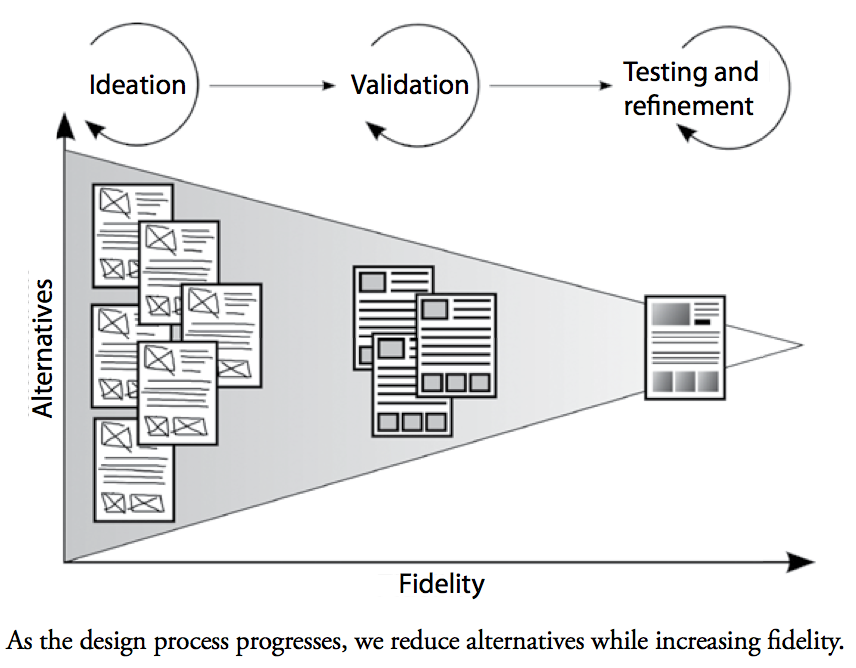 Ideation
Validation
Testing and
refinement
Alternatives
Fidelity
As the design process progresses, we reduce alternatives while increasing fidelity.